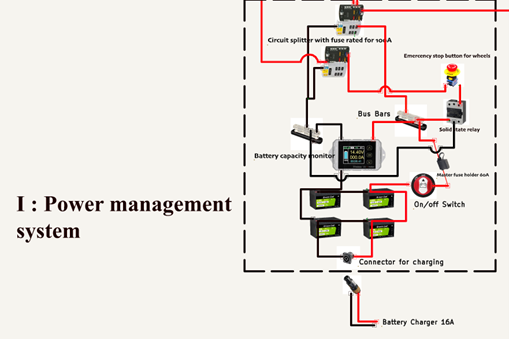 Circuit splitter with fuse rated for 100A
Emercency stop button for wheels
Bus Bars
Solid state relay
Battery capacity monitor
14.40V
000.0A
Master fuse holder 60A
I : Power management
system
On/off Switch
Connector for charging
Battery Charger 16A